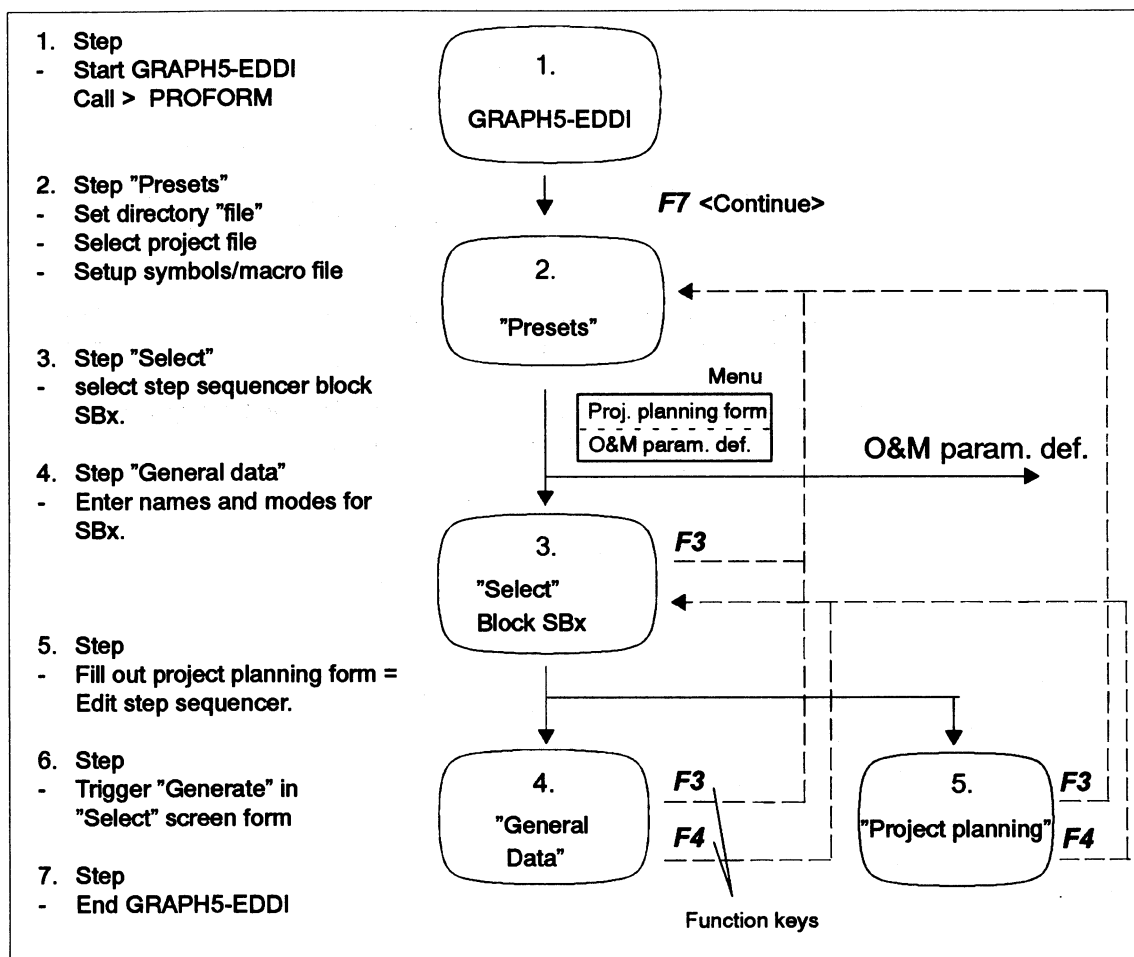 1. Step
- Start GRAPH5-EDDI
Call > PROFORM
2. Step "Presets"
- Set directory "file"
- Select project file
- Setup symbols/macro file
3. Step "Select"
- select step sequencer block
SBx.
4. Step "General data"
- Enter names and modes for
SBx.
5. Step
- Fill out project planning form =
Edit step sequencer.
6. Step
- Trigger "Generate" in
"Select" screen form
7. Step
- End GRAPH5-EDDI
1.
GRAPH5-EDDI
F7 <Continue>
2.
"Presets"
Menu
Proj. planning form
O&M param. def.
O&M param. def.
3.
"Select"
Block SBx
F3
4.
"General
Data"
F3
F4
5.
"Project planning"
F3
F4
Function keys